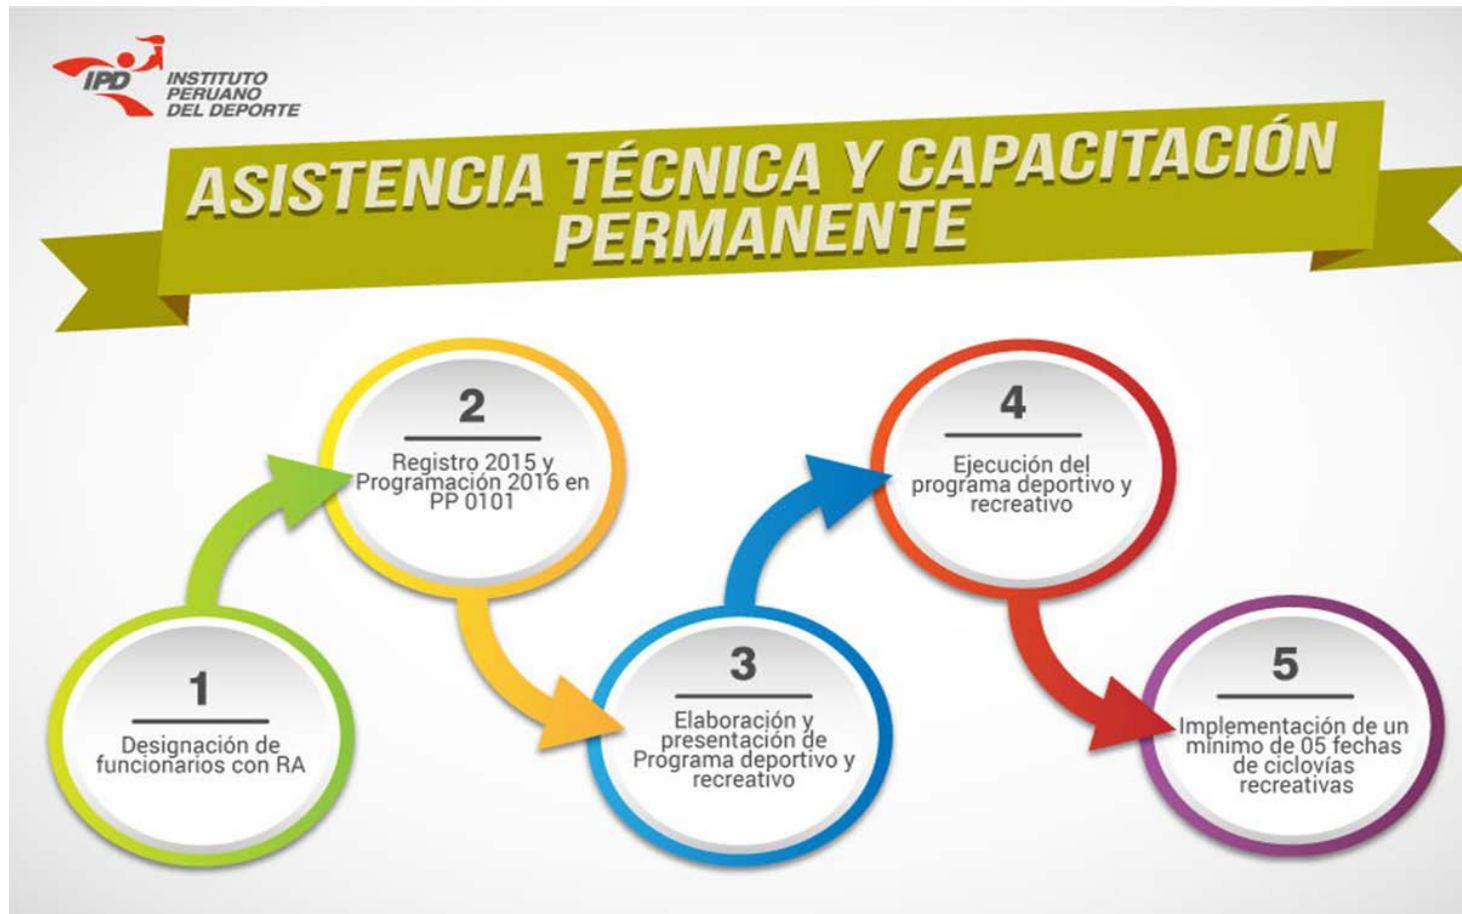 IPD
INSTITUTO
PERUANO
DEL DEPORTE
ASISTENCIA TÉCNICA Y CAPACITACIÓN
PERMANENTE
1
Designación de
funcionarios con RA
2
Registro 2015 y
Programación 2016 en
PP 0101
3
Elaboración y
presentación de
Programa deportivo y
recreativo
4
Ejecución del
programa deportivo y
recreativo
5
Implementación de un
mínimo de 05 fechas
de ciclovías
recreativas